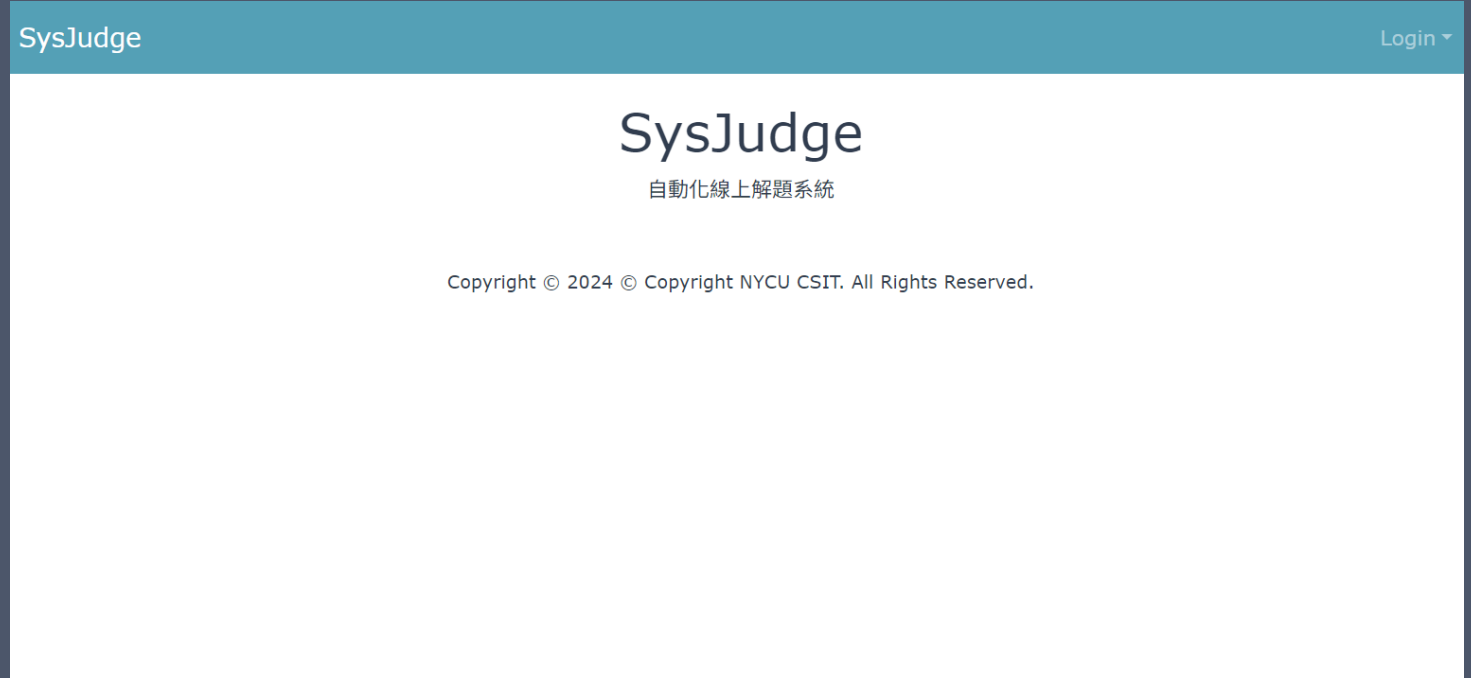 SysJudge
Login
SysJudge
自動化線上解題系統
Copyright © 2024 © Copyright NYCU CSIT. All Rights Reserved.